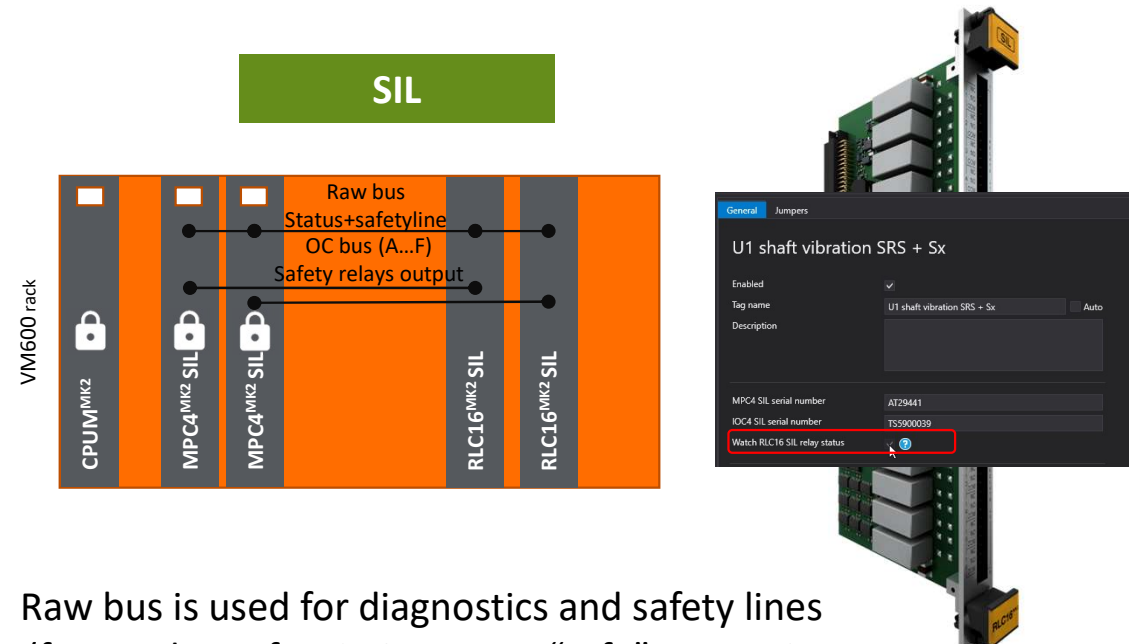 SIL
Raw bus
Status+safetyline
OC bus (A...F)
Safety relays output
VM600 rack
CPUMMK2
MPC4MK2 SIL
MPC4MK2 SIL
RLC16MK2 SIL
RLC16MK2 SIL
SIL
General Jumpers
U1 shaft vibration SRS + Sx
Enabled
Tag name U1 shaft vibration SRS + Sx Auto
Description
MPC4 SIL serial number AT29441
IOC4 SIL serial number TS5900039
Watch RLC16 SIL relay status ?
RLC16
Raw bus is used for diagnostics and safety lines